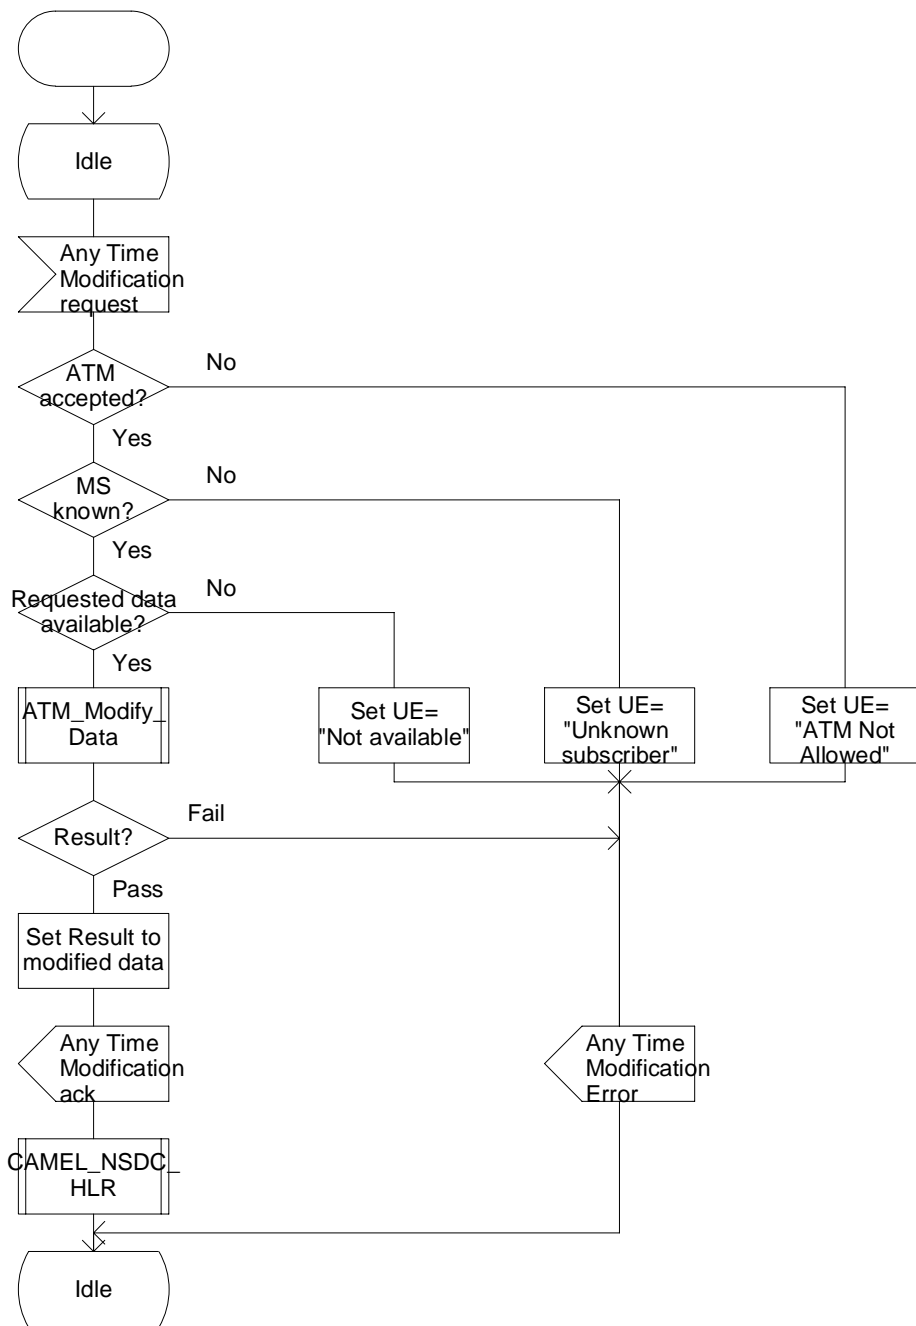 Idle
Any Time
Modification
request
No
ATM
accepted?
Yes
No
MS
known?
Yes
No
Requested data
available?
Yes
ATM_Modify_
Data
Set UE=
"Not available"
Set UE=
"Unknown
subscriber"
Set UE=
"ATM Not
Allowed"
Fail
Result?
Pass
Set Result to
modified data
Any Time
Modification
ack
Any Time
Modification
Error
CAMEL_NSDC_
HLR
Idle